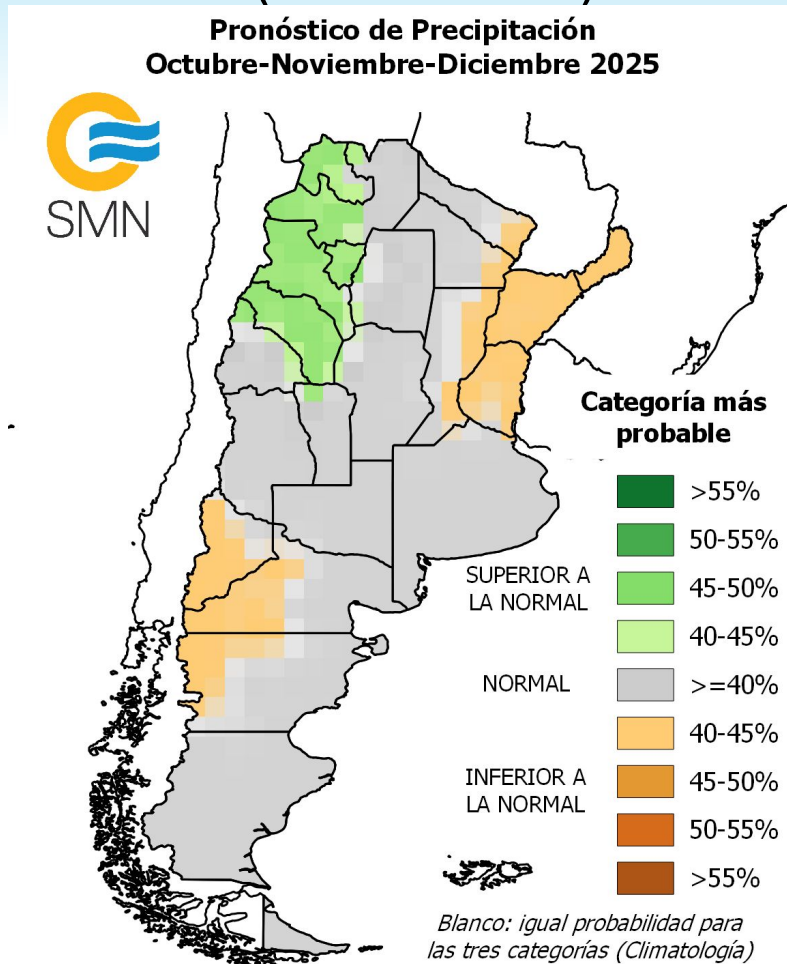 Pronóstico de Precipitación
Octubre-Noviembre-Diciembre 2025
SMN
Categoría más
probable
>55%
50-55%
SUPERIOR A
LA NORMAL
45-50%
40-45%
NORMAL
>=40%
40-45%
INFERIOR A
LA NORMAL
45-50%
50-55%
>55%
Blanco: igual probabilidad para
las tres categorías (Climatología)